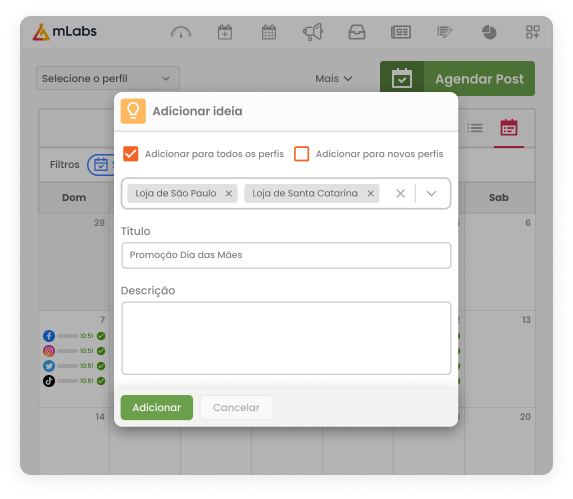 mLabs
Selecione o perfil
Mais
Agendar Post
Adicionar ideia
Adicionar para todos os perfis
Adicionar para novos perfis
Filtros
Loja de São Paulo
Loja de Santa Catarina
Dom
Sab
28
6
Título
Promoção Dia das Mães
Descrição
7
13
10:51
10:51
10:51
10:51
Adicionar
Cancelar
14
20